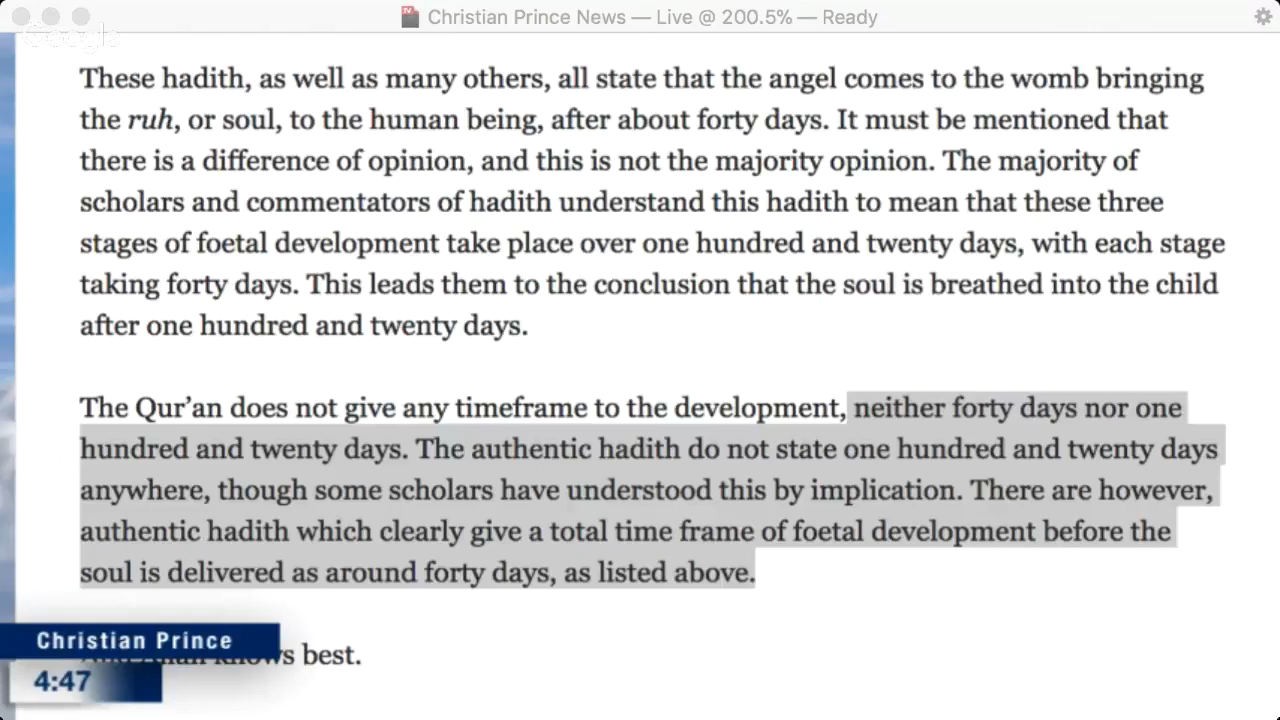 Christian Prince News — Live @ 200.5% — Ready
Google
These hadith, as well as many others, all state that the angel comes to the womb bringing
the ruh, or soul, to the human being, after about forty days. It must be mentioned that
there is a difference of opinion, and this is not the majority opinion. The majority of
scholars and commentators of hadith understand this hadith to mean that these three
stages of foetal development take place over one hundred and twenty days, with each stage
taking forty days. This leads them to the conclusion that the soul is breathed into the child
after one hundred and twenty days.
The Qur’an does not give any timeframe to the development, neither forty days nor one
hundred and twenty days. The authentic hadith do not state one hundred and twenty days
anywhere, though some scholars have understood this by implication. There are however,
authentic hadith which clearly give a total time frame of foetal development before the
soul is delivered as around forty days, as listed above.
Christian Prince
best.
4:47